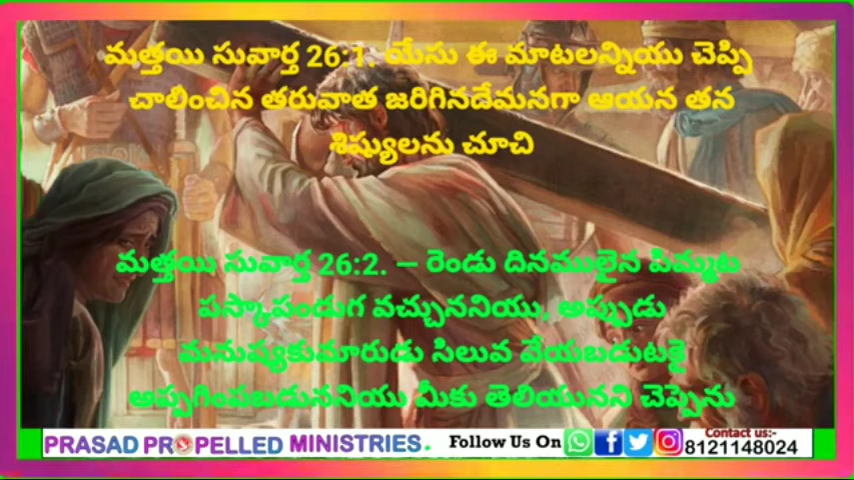 మత్తయి సువార్త 26:1. యేసు ఈ మాటలన్నియు చెప్పి
చాలించిన తరువాత జరిగినదేమనగా ఆయన తన
శిష్యులను చూచి
మత్తయి సువార్త 26:2. — రెండు దినములైన పిమ్మట
పస్కాపండుగ వచ్చుననియు, అప్పుడు
మనుష్యకుమారుడు సిలువ వేయబడుటకై
అప్పగింపబడుననియు మీకు తెలియునని చెప్పెను
PRASAD PROPELLED MINISTRIES. Follow Us On Contact us:-
8121148024